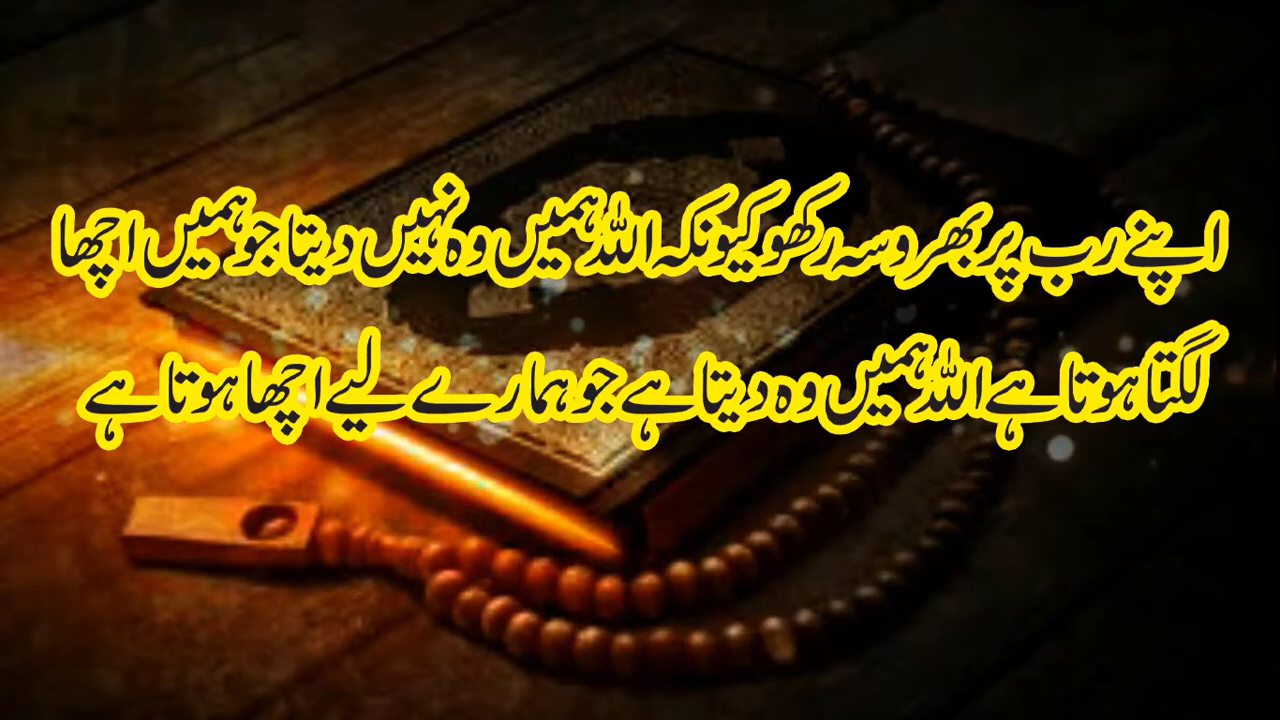 اپنے رب پر بھروسہ رکھو کیونکہ اللہ ہمیں وہ نہیں دیتا جو ہمیں اچھا
لگتا ہوتا ہے اللہ ہمیں وہ دیتا ہے جو ہمارے لیے اچھا ہوتا ہے